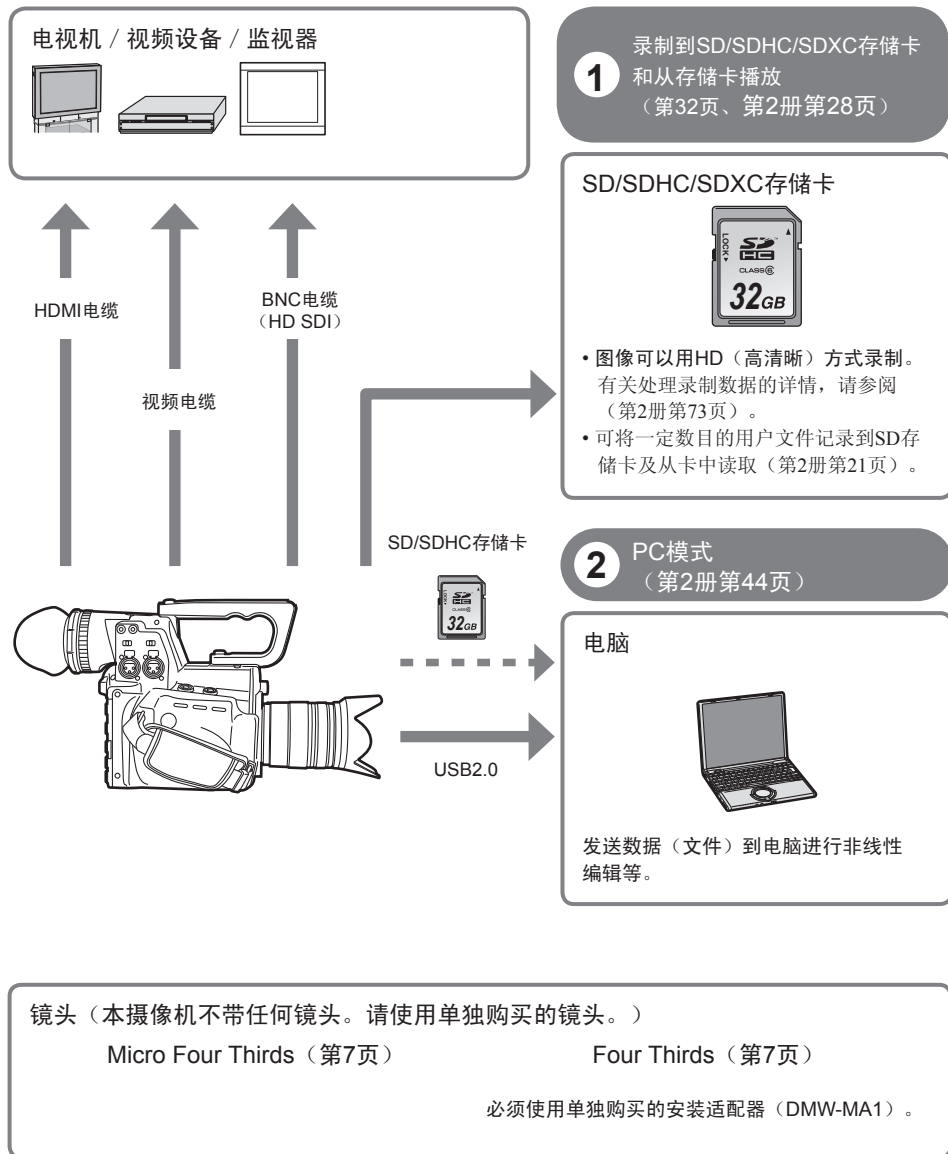 电视机 / 视频设备 / 监视器
1
录制到SD/SDHC/SDXC存储卡
和从存储卡播放
（第32页、第2册第28页）
SD/SDHC/SDXC存储卡
LOCK
SD
HC
CLASS⑥
32GB
• 图像可以用HD（高清晰）方式录制。
有关处理录制数据的详情，请参阅
（第2册第73页）。
• 可将一定数目的用户文件记录到SD存
储卡及从卡中读取（第2册第21页）。
HDMI电缆
视频电缆
BNC电缆
（HD SDI）
SD/SDHC存储卡
LOCK
SD
HC
CLASS⑥
32GB
USB2.0
2
PC模式
（第2册第44页）
电脑
发送数据（文件）到电脑进行非线性
编辑等。
镜头（本摄像机不带任何镜头。请使用单独购买的镜头。）
Micro Four Thirds（第7页）
Four Thirds（第7页）
必须使用单独购买的安装适配器（DMW-MA1）。